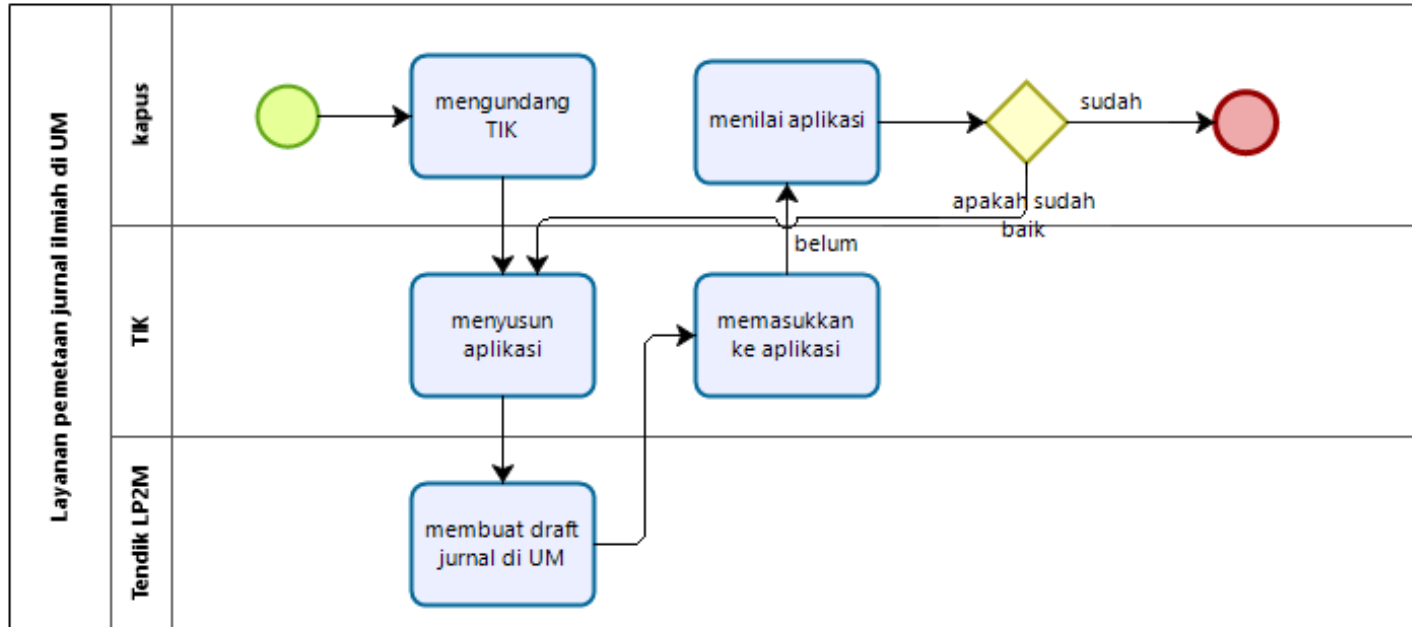 Layanan pemetaan jurnal ilmiah di UM
kapus
mengundang
TIK
menilai aplikasi
sudah
apakah sudah
baik
belum
TIK
menyusun
aplikasi
memasukkan
ke aplikasi
Tendik LP2M
membuat draft
jurnal di UM